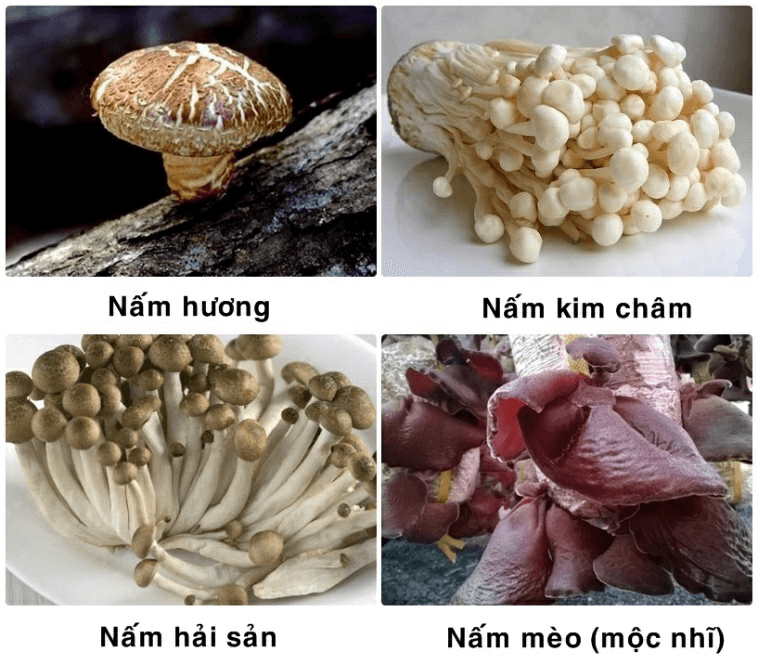 Nấm hương
Nấm kim châm
Nấm hải sản
Nấm mèo (mộc nhĩ)